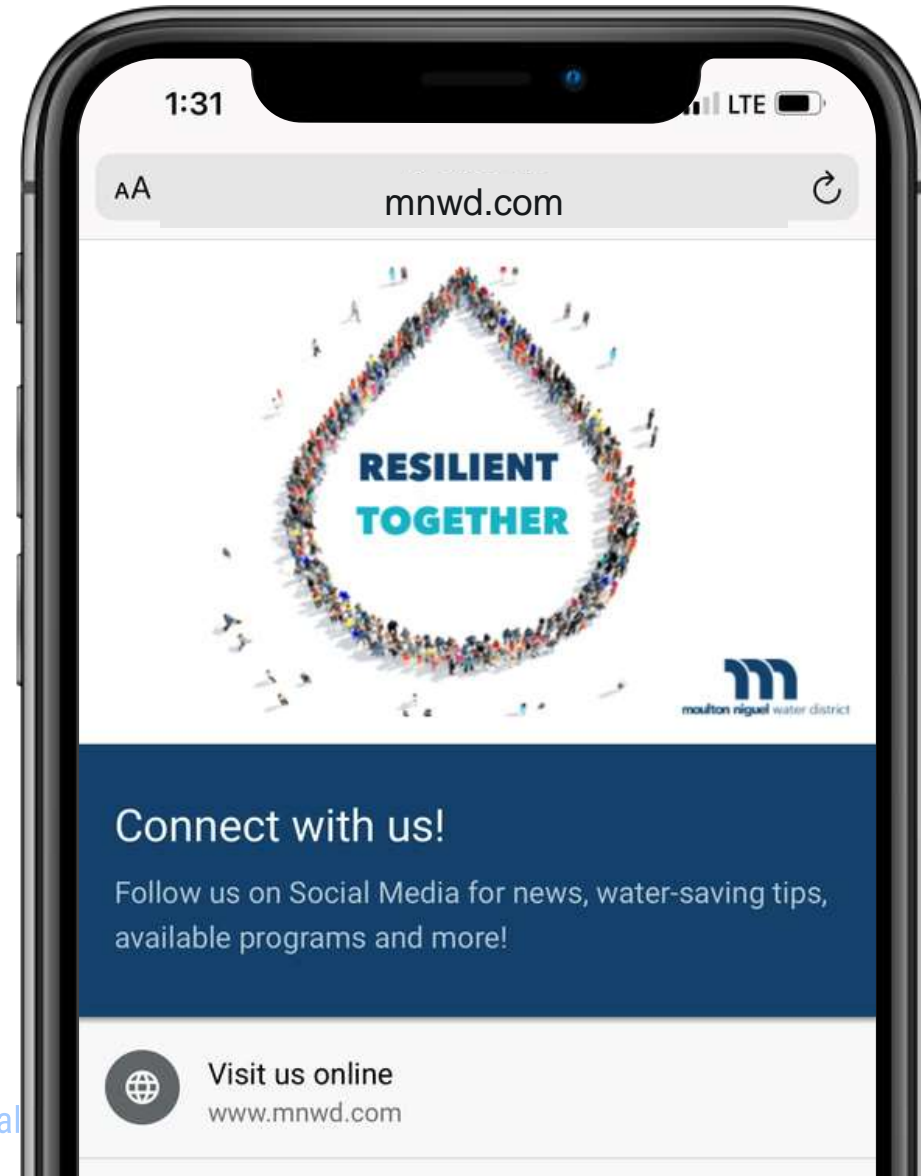 1:31
LTE
AA
mnwd.com
RESILIENT
TOGETHER
moulton niguel water district
Connect with us!
Follow us on Social Media for news, water-saving tips,
available programs and more!
Visit us online
www.mnwd.com
al